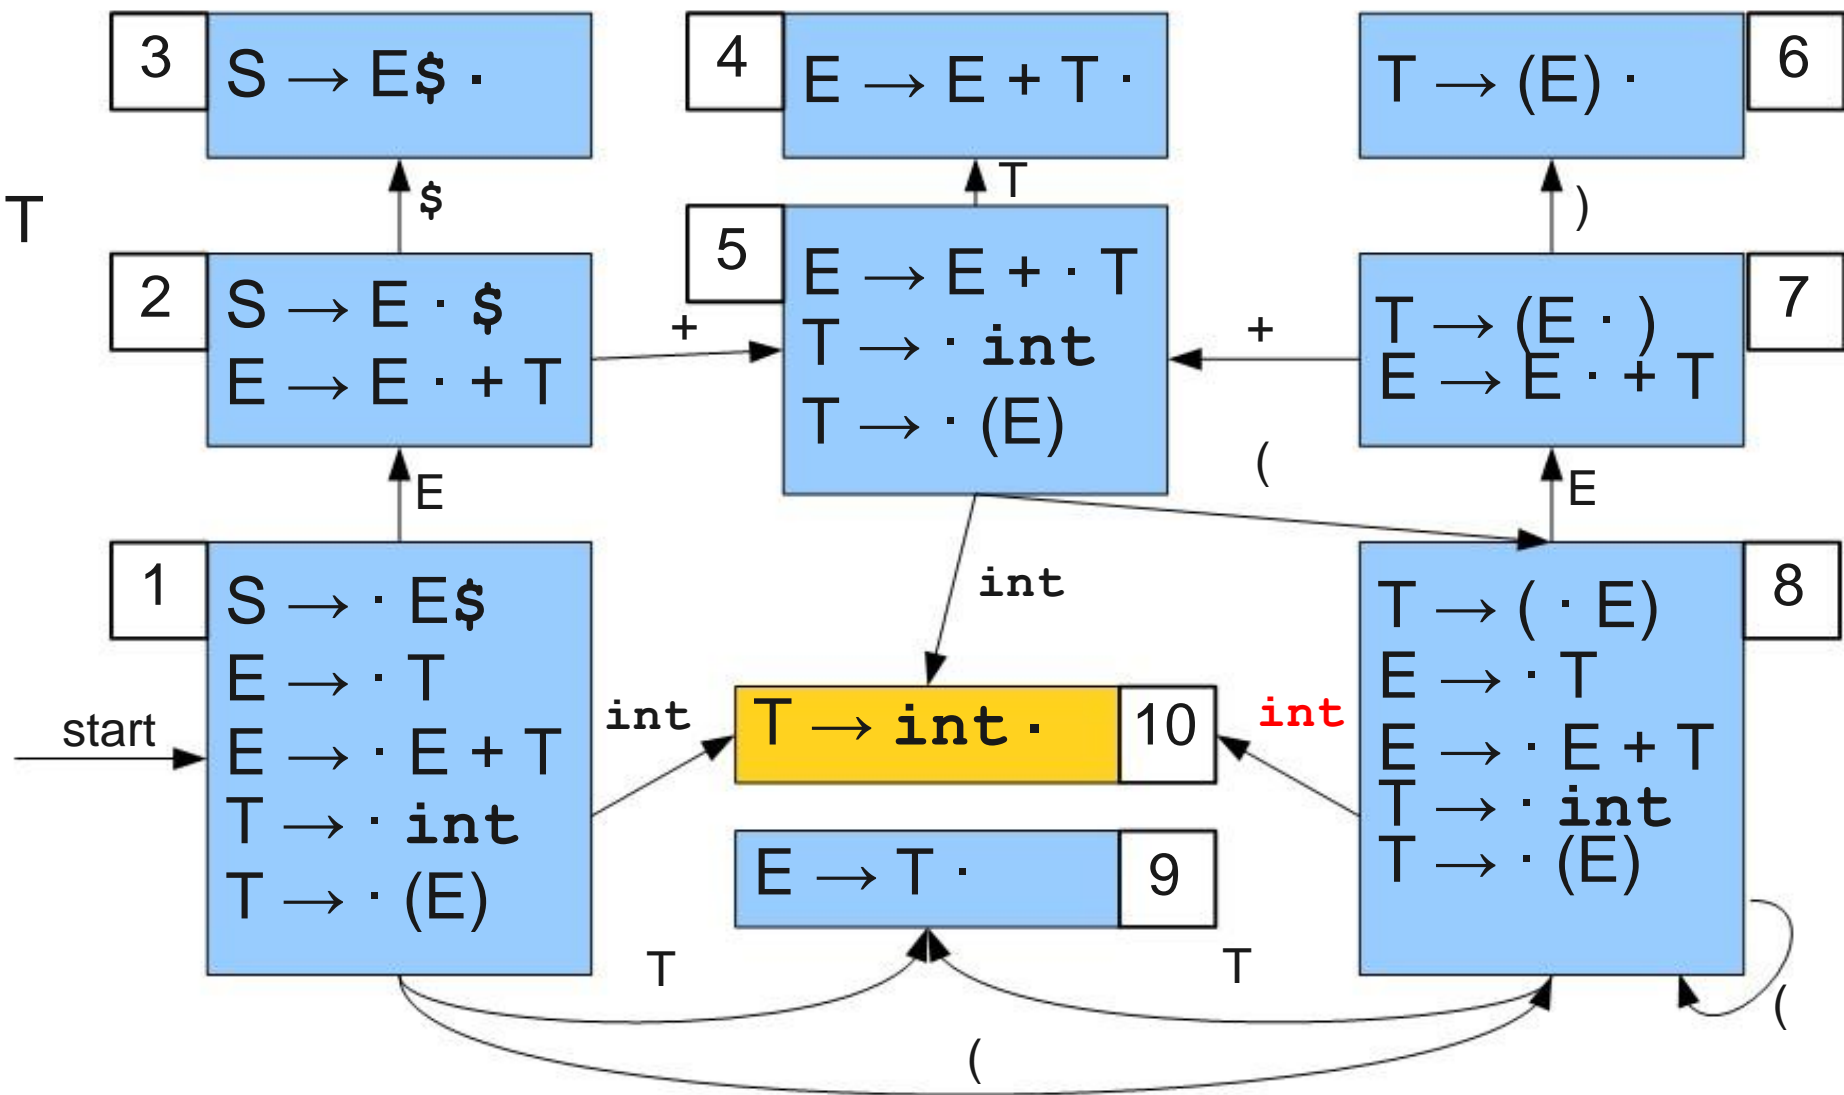 3
S → E$ ·
4
E → E + T ·
T → (E) ·
6
T
$
T
)
2
S → E · $
E → E · + T
+
5
E → E + · T
T → · int
T → · (E)
+
T → (E · )
E → E · + T
7
E
(
E
1
S → · E$
E → · T
E → · E + T
T → · int
T → · (E)
start
int
int
T → int ·
10
int
E → T ·
9
T → ( · E)
E → · T
E → · E + T
T → · int
T → · (E)
8
T
T
(
(